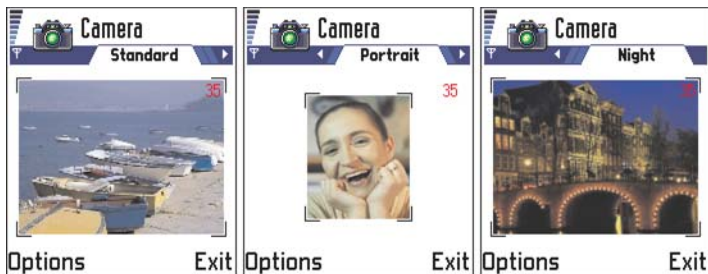 Camera
Standard
35
Options Exit
Camera
Portrait
35
Options Exit
Camera
Night
35
Options Exit